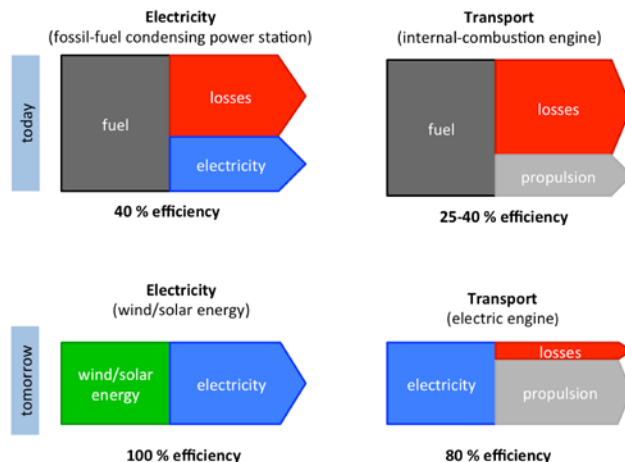 Electricity
(fossil-fuel condensing power station)
Transport
(internal-combustion engine)
today
fuel
losses
electricity
40 % efficiency
fuel
losses
propulsion
25-40 % efficiency
Electricity
(wind/solar energy)
Transport
(electric engine)
tomorrow
wind/solar
energy
electricity
100 % efficiency
electricity
losses
propulsion
80 % efficiency